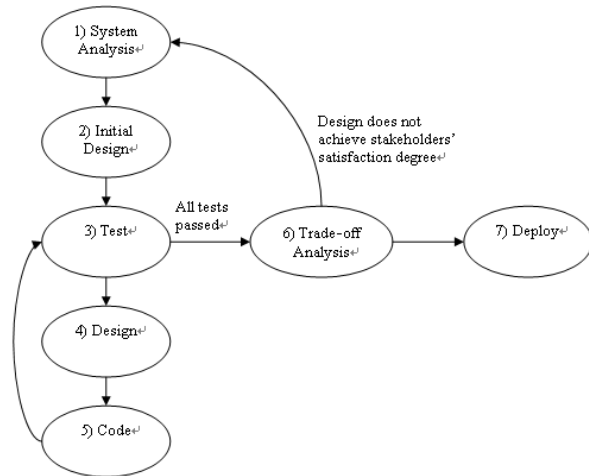 1) System
Analysis
2) Initial
Design
Design does not
achieve stakeholders'
satisfaction degree
All tests
passed
3) Test
6) Trade-off
Analysis
7) Deploy
4) Design
5) Code